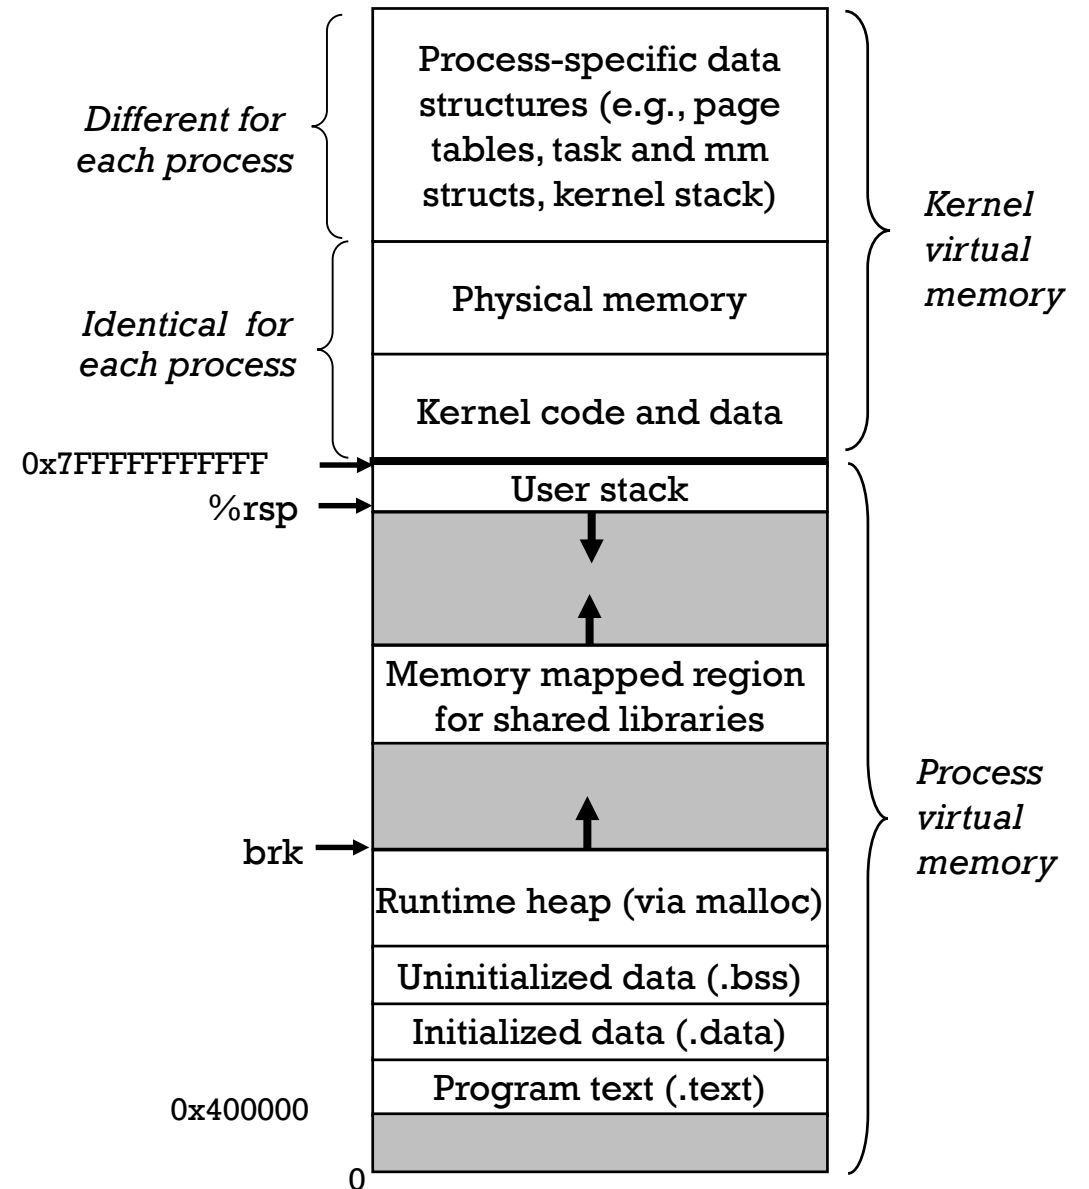 Process-specific data
structures (e.g., page
tables, task and mm
structs, kernel stack)
Different for
each process
Kernel
virtual
memory
Physical memory
Identical  for
each process
Kernel code and data
0x7FFFFFFFFFFF
User stack
%rsp
Memory mapped region
for shared libraries
Process
virtual
memory
brk
Runtime heap (via malloc)
Uninitialized data (.bss)
Initialized data (.data)
Program text (.text)
0x400000
0